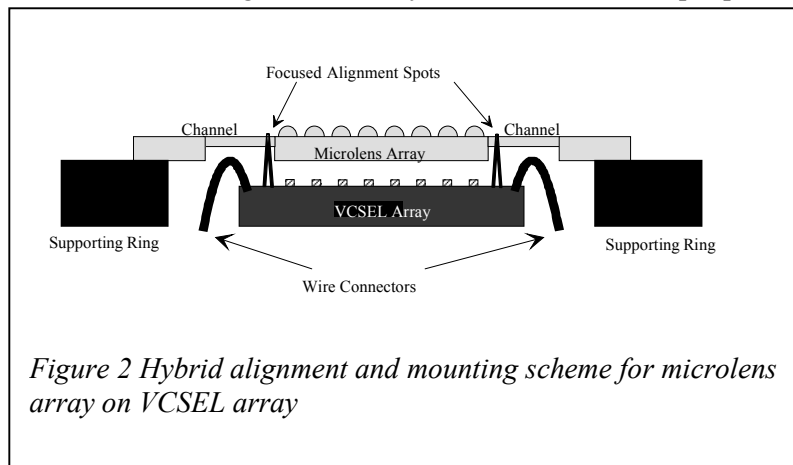 Focused Alignment Spots
Channel
Channel
Microlens Array
VCSEL Array
Supporting Ring
Supporting Ring
Wire Connectors
Figure 2 Hybrid alignment and mounting scheme for microlens
array on VCSEL array